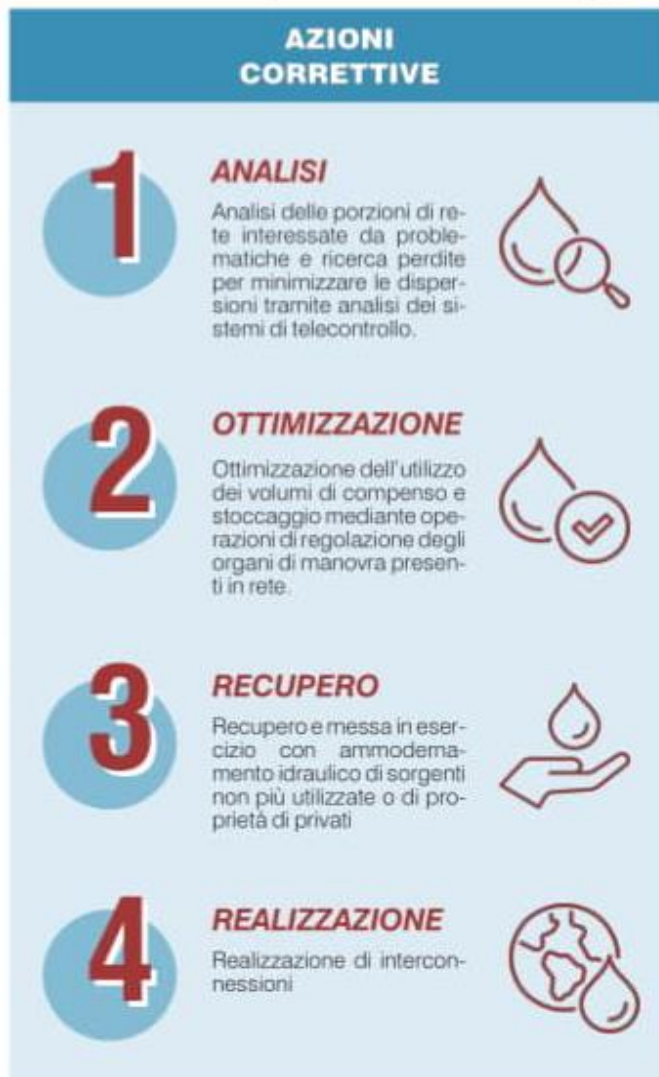 AZIONI
CORRETTIVE
1
ANALISI
Analisi delle porzioni di re-
te interessate da proble-
matiche e ricerca perdite
per minimizzare le disper-
sioni tramite analisi dei si-
stemi di telecontrollo.
2
OTTIMIZZAZIONE
Ottimizzazione dell'utilizzo
dei volumi di compenso e
stoccaggio mediante ope-
razioni di regolazione degli
organi di manovra presen-
ti in rete.
3
RECUPERO
Recupero e messa in eser-
cizio con ammoderna-
mento idraulico di sorgenti
non più utilizzate o di pro-
prietà di privati
4
REALIZZAZIONE
Realizzazione di intercon-
nessioni